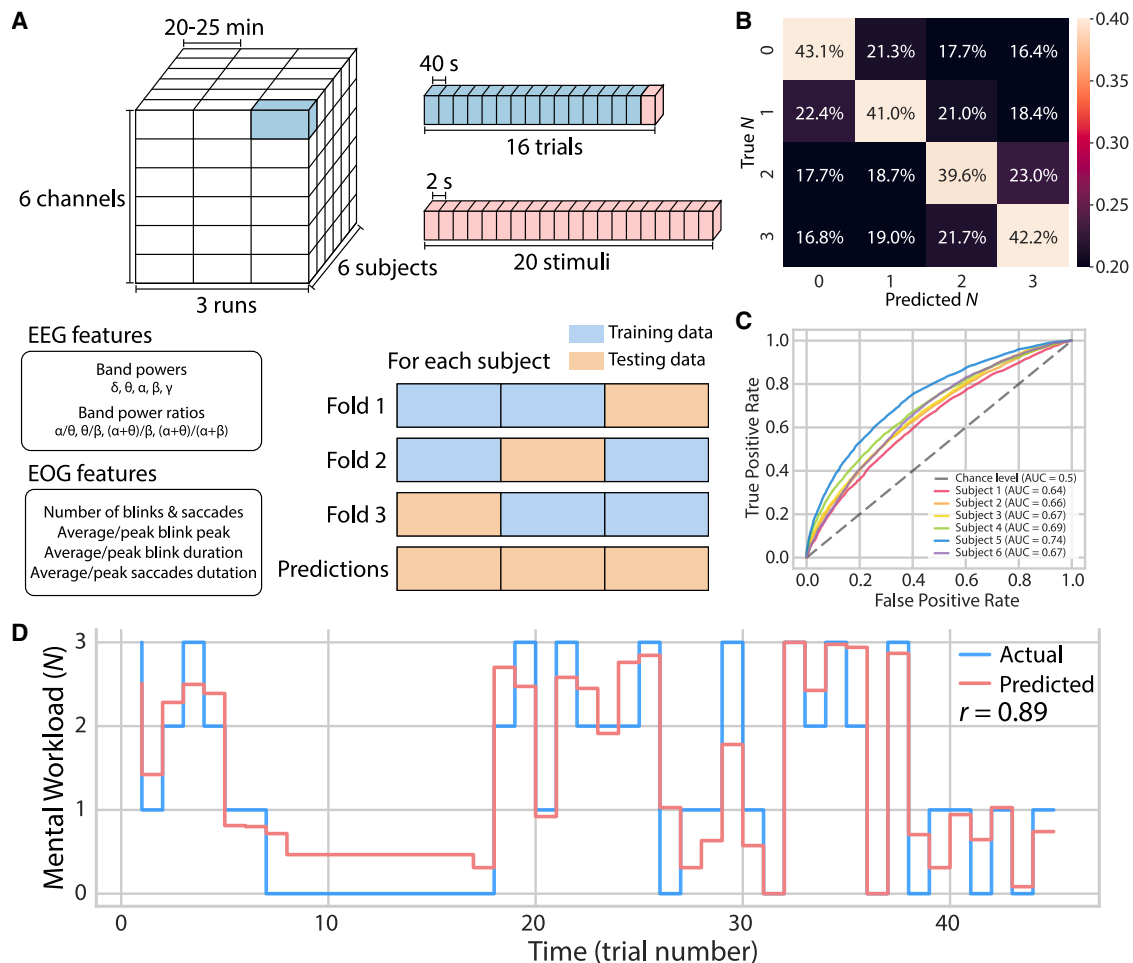 A
20-25 min
6 channels
6 subjects
3 runs
40 s
16 trials
2 s
20 stimuli
EEG features
Band powers
δ, θ, α, β, γ
Band power ratios
α/θ, θ/β, (α+θ)/β, (α+θ)/(α+β)
EOG features
Number of blinks & saccades
Average/peak blink peak
Average/peak blink duration
Average/peak saccades dutation
Training data
Testing data
For each subject
Fold 1
Fold 2
Fold 3
Predictions
B
True N
0
43.1% 21.3% 17.7% 16.4%
1
22.4% 41.0% 21.0% 18.4%
2
17.7% 18.7% 39.6% 23.0%
3
16.8% 19.0% 21.7% 42.2%
0 1 2 3
Predicted N
0.40
0.35
0.30
0.25
0.20
C
True Positive Rate
1.0
0.8
0.6
0.4
0.2
0.0
0.0 0.2 0.4 0.6 0.8 1.0
False Positive Rate
Chance level (AUC = 0.5)
Subject 1 (AUC = 0.64)
Subject 2 (AUC = 0.66)
Subject 3 (AUC = 0.67)
Subject 4 (AUC = 0.69)
Subject 5 (AUC = 0.74)
Subject 6 (AUC = 0.67)
D
Mental Workload (N)
3
2
1
0
0 10 20 30 40
Time (trial number)
Actual
Predicted
r = 0.89